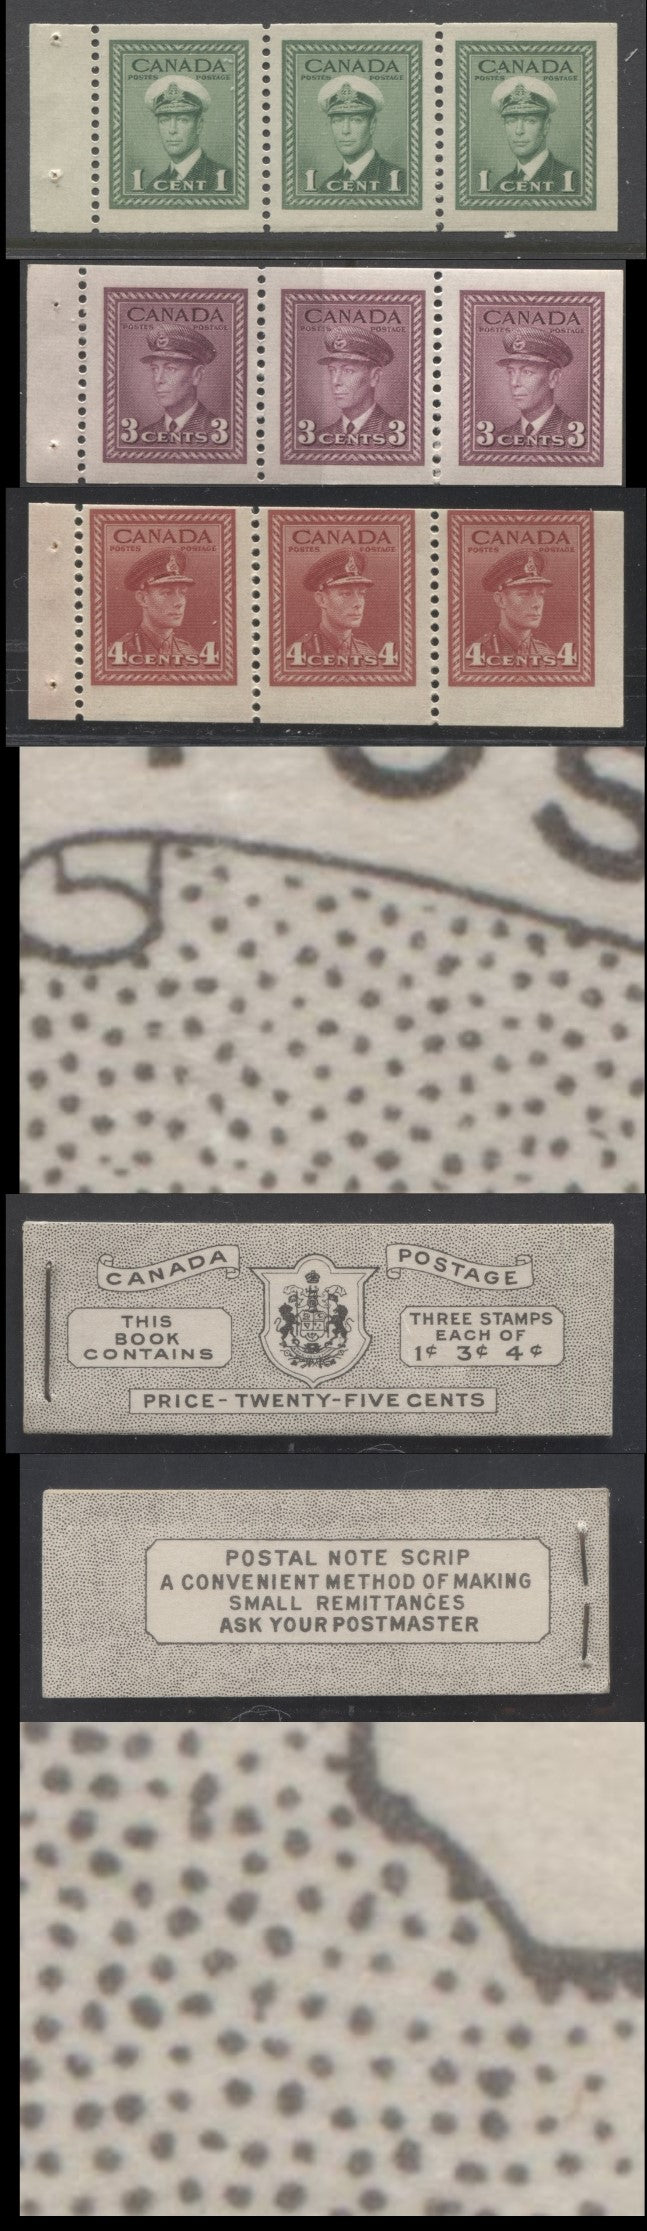 CANADA CANADA CANADA
POSTES POSTAGE POSTES POSTAGE POSTES POSTAGE
1 CENT 1 1 CENT 1 1 CENT 1
CANADA CANADA CANADA
POSTES POSTAGE POSTES POSTAGE POSTES POSTAGE
3 CENTS 3 3 CENTS 3 3 CENTS 3
CANADA CANADA CANADA
POSTES POSTAGE POSTES POSTAGE POSTES POSTAGE
4 CENTS 4 4 CENTS 4 4 CENTS 4
OS
CANADA POSTAGE
THIS
BOOK
CONTAINS
THREE STAMPS
EACH OF
1¢ 3¢ 4¢
PRICE - TWENTY - FIVE CENTS
POSTAL NOTE SCRIP
A CONVENIENT METHOD OF MAKING
SMALL REMITTANCES
ASK YOUR POSTMASTER